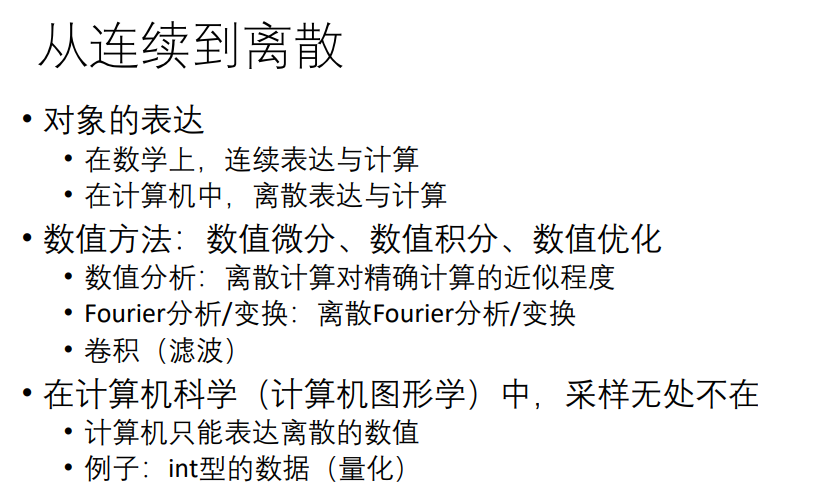 从连续到离散
• 对象的表达
• 在数学上，连续表达与计算
• 在计算机中，离散表达与计算
• 数值方法：数值微分、数值积分、数值优化
• 数值分析：离散计算对精确计算的近似程度
• Fourier分析/变换：离散Fourier分析/变换
• 卷积（滤波）
• 在计算机科学（计算机图形学）中，采样无处不在
• 计算机只能表达离散的数值
• 例子：int型的数据（量化）